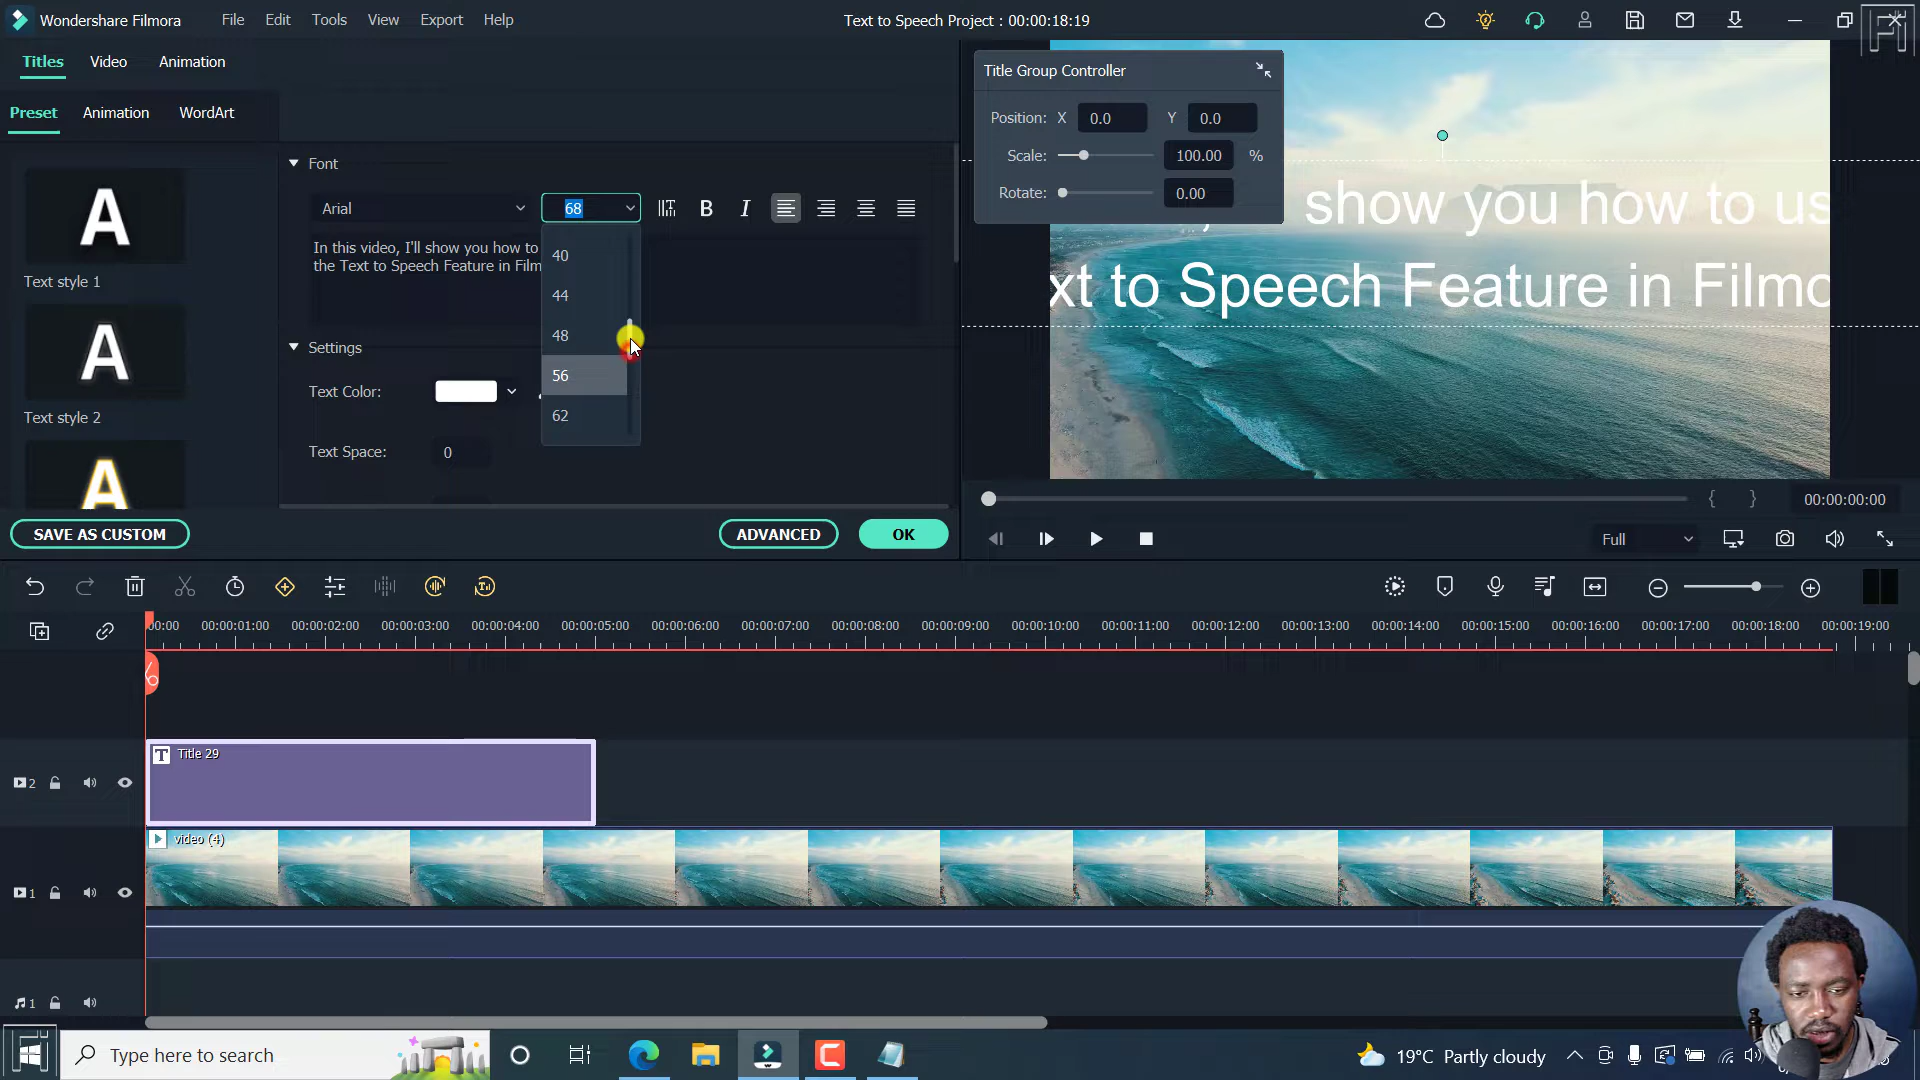 Wondershare Filmora File Edit Tools View Export Help
Text to Speech Project : 00:00:18:19
Titles Video Animation
Preset Animation WordArt
Text style 1
Text style 2
Font
Arial 68
In this video, I'll show you how to
the Text to Speech Feature in Film
40
44
48
56
62
Settings
Text Color:
Text Space: 0
SAVE AS CUSTOM ADVANCED OK
Title Group Controller
Position: X 0.0 Y 0.0
Scale: 100.00 %
Rotate: 0.00
show you how to us
xt to Speech Feature in Filmo
00:00:00:00
Full
00:00 00:00:01:00 00:00:02:00 00:00:03:00 00:00:04:00 00:00:05:00 00:00:06:00 00:00:07:00 00:00:08:00 00:00:09:00 00:00:10:00 00:00:11:00 00:00:12:00 00:00:13:00 00:00:14:00 00:00:15:00 00:00:16:00 00:00:17:00 00:00:18:00 00:00:19:00
Title 29
2
video (4)
1
1
Type here to search
19°C Partly cloudy